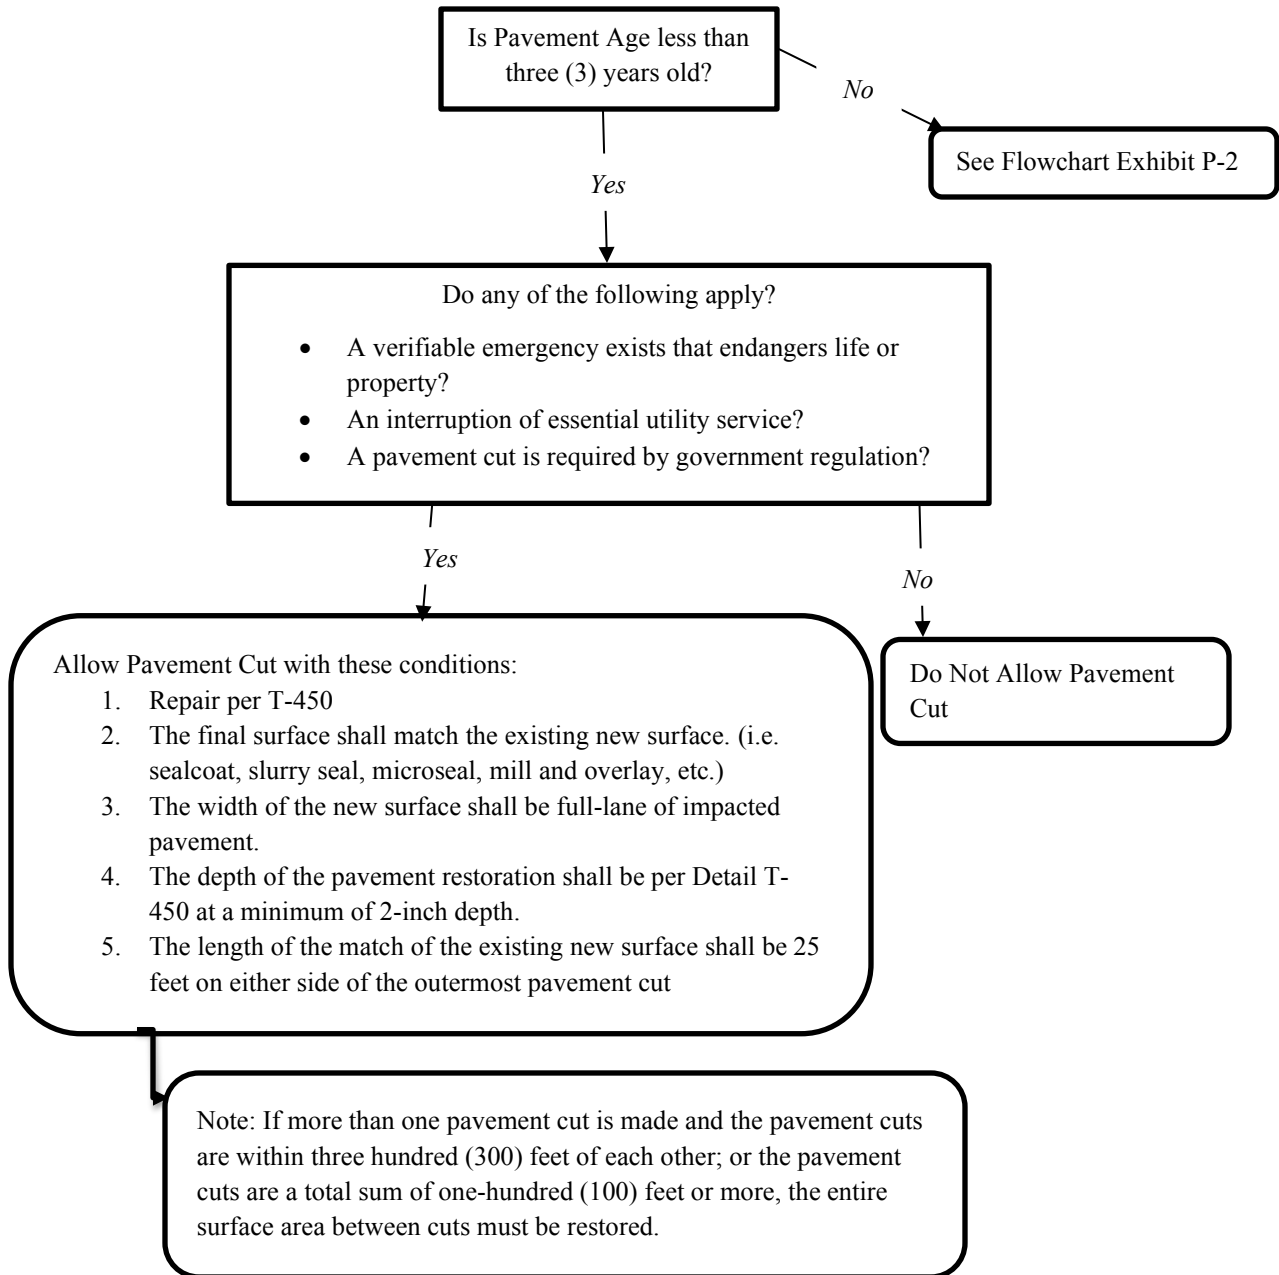 Is Pavement Age less than
three (3) years old?
No
See Flowchart Exhibit P-2
Yes
Do any of the following apply?
• A verifiable emergency exists that endangers life or
property?
• An interruption of essential utility service?
• A pavement cut is required by government regulation?
Yes
No
Allow Pavement Cut with these conditions:
1. Repair per T-450
2. The final surface shall match the existing new surface. (i.e.
sealcoat, slurry seal, microseal, mill and overlay, etc.)
3. The width of the new surface shall be full-lane of impacted
pavement.
4. The depth of the pavement restoration shall be per Detail T-
450 at a minimum of 2-inch depth.
5. The length of the match of the existing new surface shall be 25
feet on either side of the outermost pavement cut
Do Not Allow Pavement
Cut
Note: If more than one pavement cut is made and the pavement cuts
are within three hundred (300) feet of each other; or the pavement
cuts are a total sum of one-hundred (100) feet or more, the entire
surface area between cuts must be restored.